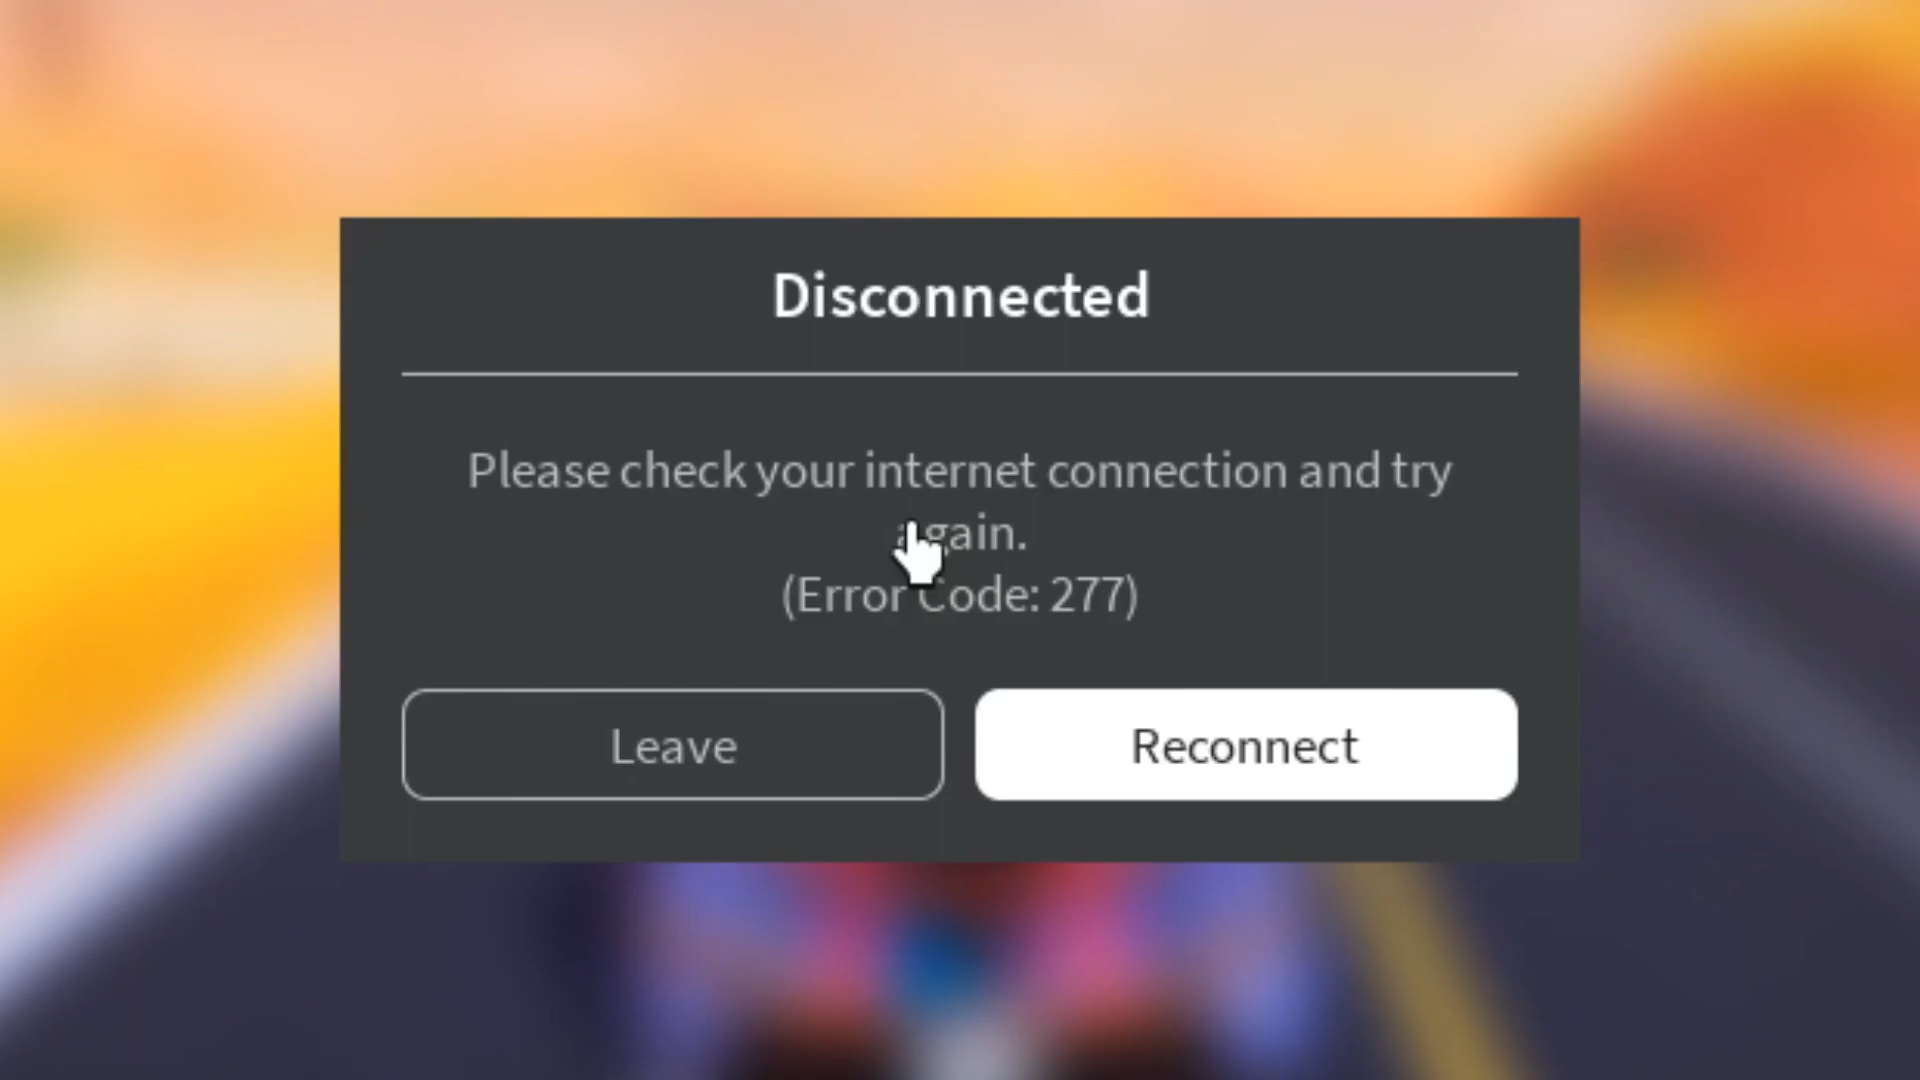 Disconnected
Please check your internet connection and try
again.
(Error Code: 277)
Leave
Reconnect